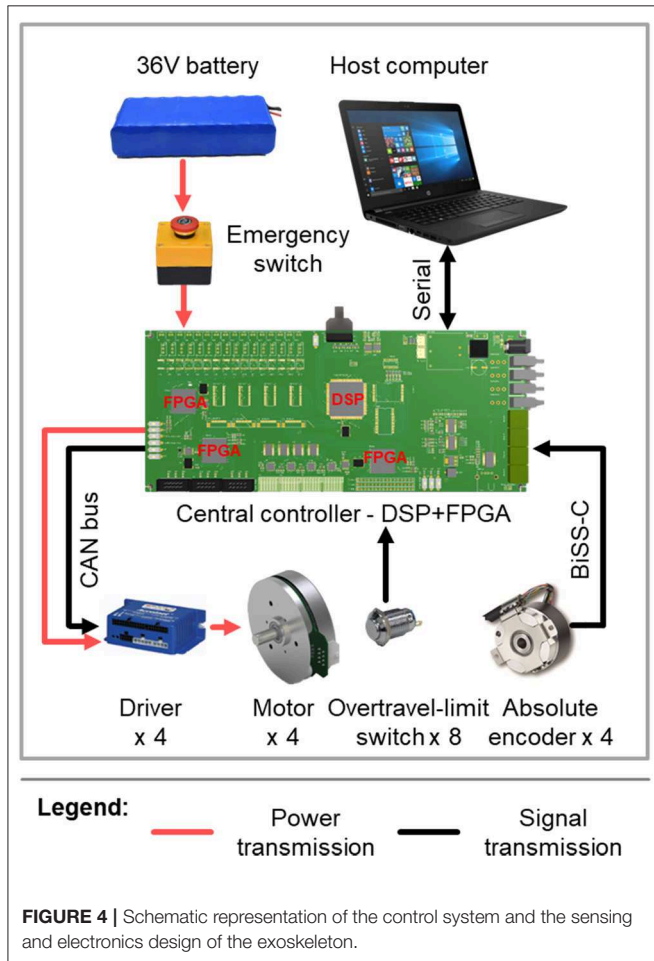 36V battery
Host computer
Emergency
switch
Serial
FPGA
DSP
FPGA
FPGA
Central controller - DSP+FPGA
CAN bus
BiSS-C
Driver
x 4
Motor
x 4
Overtravel-limit
switch x 8
Absolute
encoder x 4
Legend:
Power
transmission
Signal
transmission
FIGURE 4 | Schematic representation of the control system and the sensing
and electronics design of the exoskeleton.